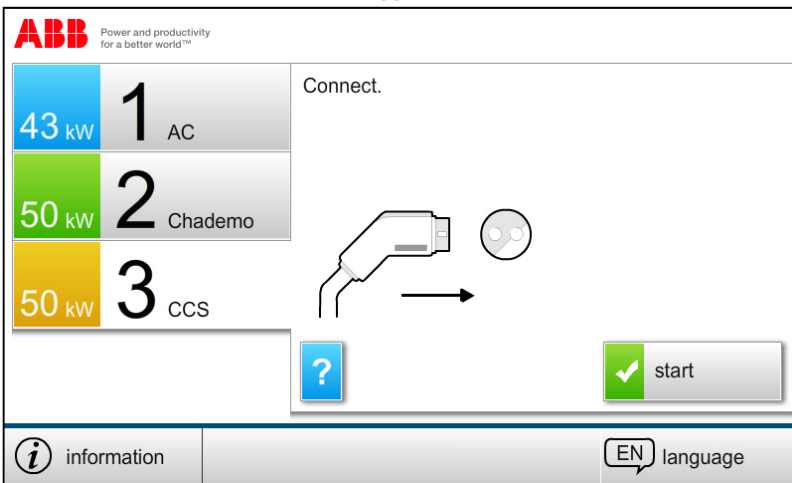 ABB
Power and productivity
for a better world™
43 kW 1 AC
50 kW 2 Chademo
50 kW 3 CCS
Connect.
?
start
i information
EN language